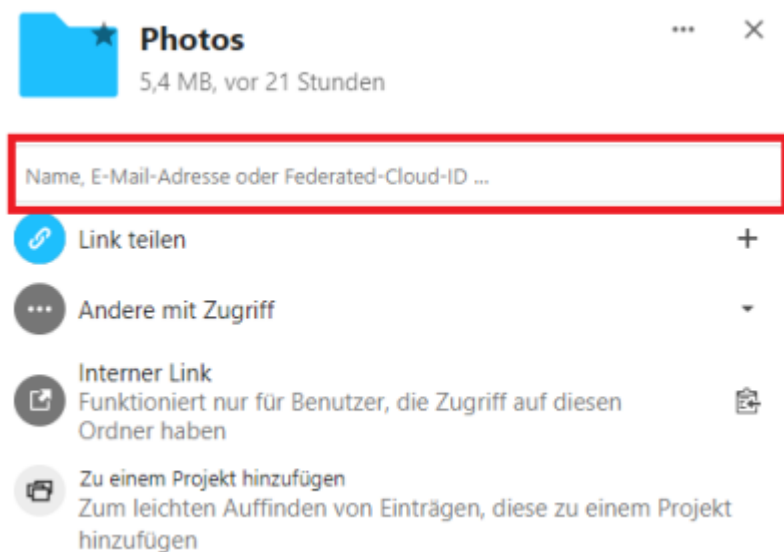 Photos
5,4 MB, vor 21 Stunden
Name, E-Mail-Adresse oder Federated-Cloud-ID ...
Link teilen
Andere mit Zugriff
Interner Link
Funktioniert nur für Benutzer, die Zugriff auf diesen
Ordner haben
Zu einem Projekt hinzufügen
Zum leichten Auffinden von Einträgen, diese zu einem Projekt
hinzufügen